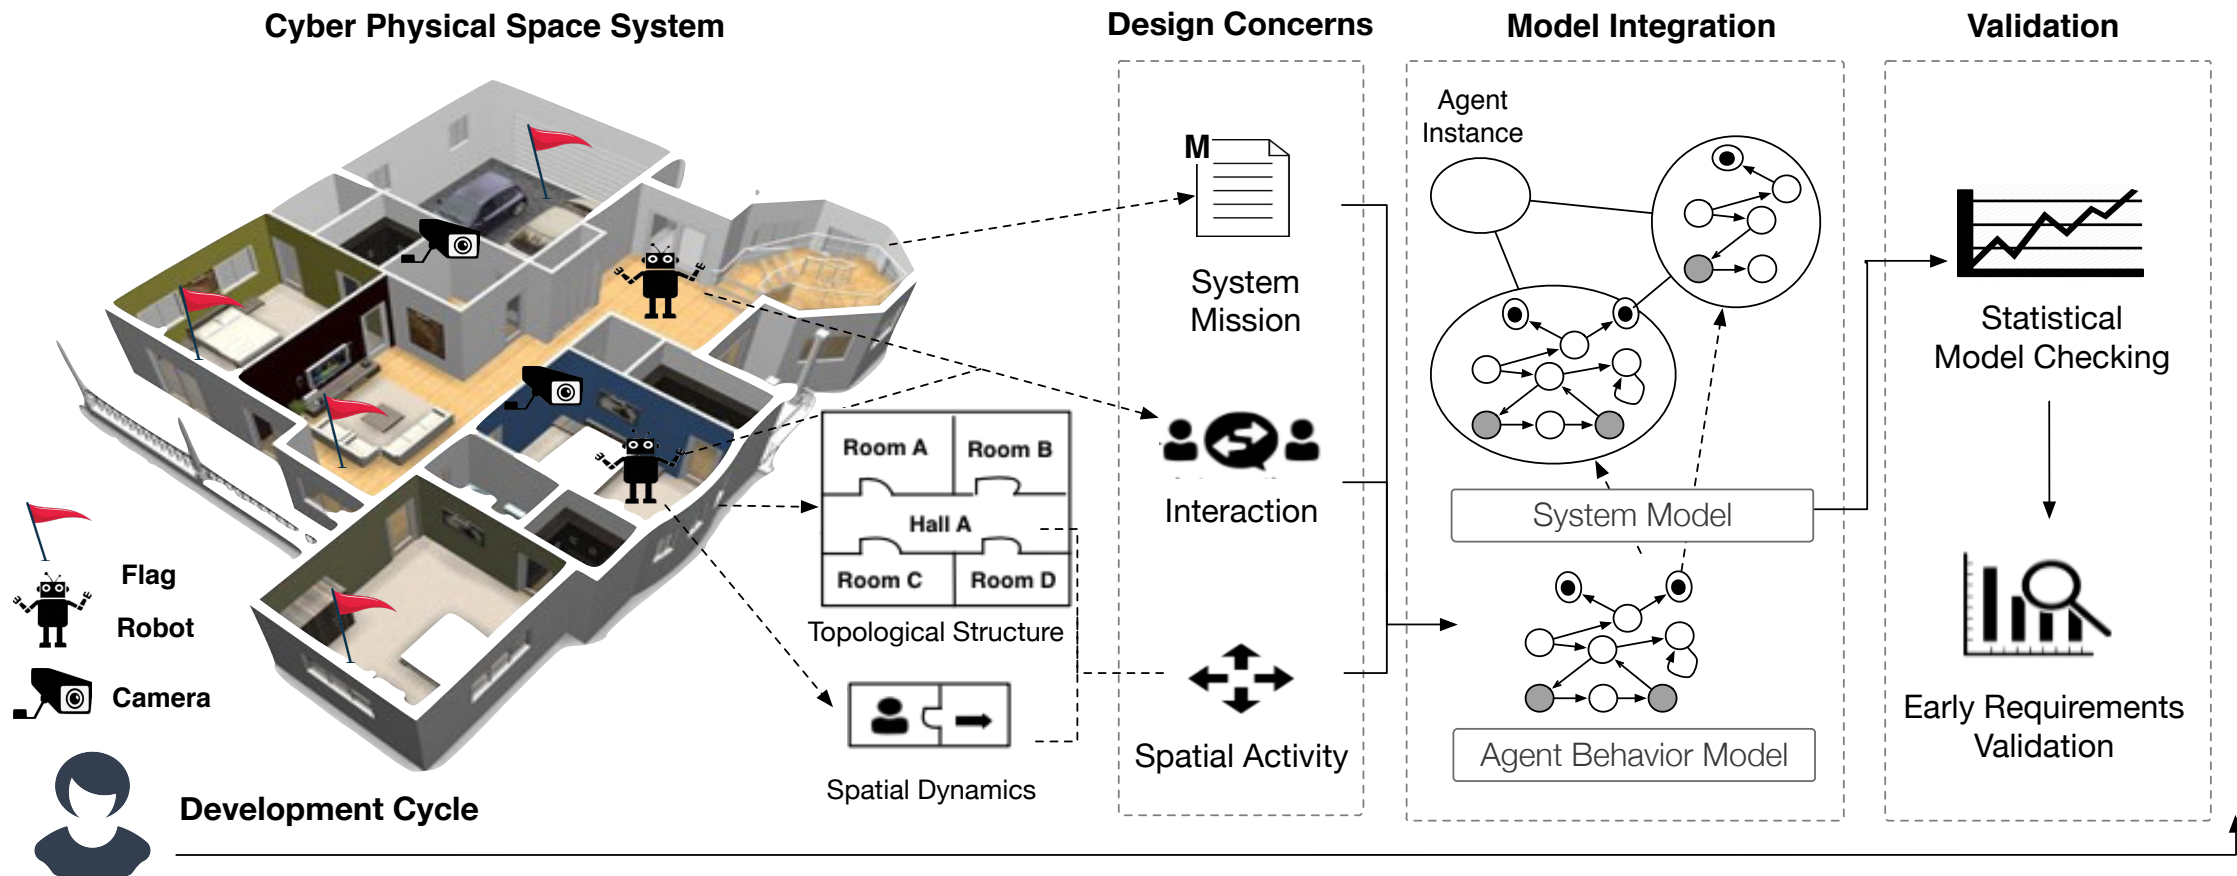 Cyber Physical Space System
Design Concerns
Model Integration
Validation
Agent
Instance
M
System
Mission
Statistical
Model Checking
Room A
Room B
Hall A
Room C
Room D
Topological Structure
Interaction
System Model
Flag
Robot
Camera
Spatial Dynamics
Spatial Activity
Agent Behavior Model
Early Requirements
Validation
Development Cycle